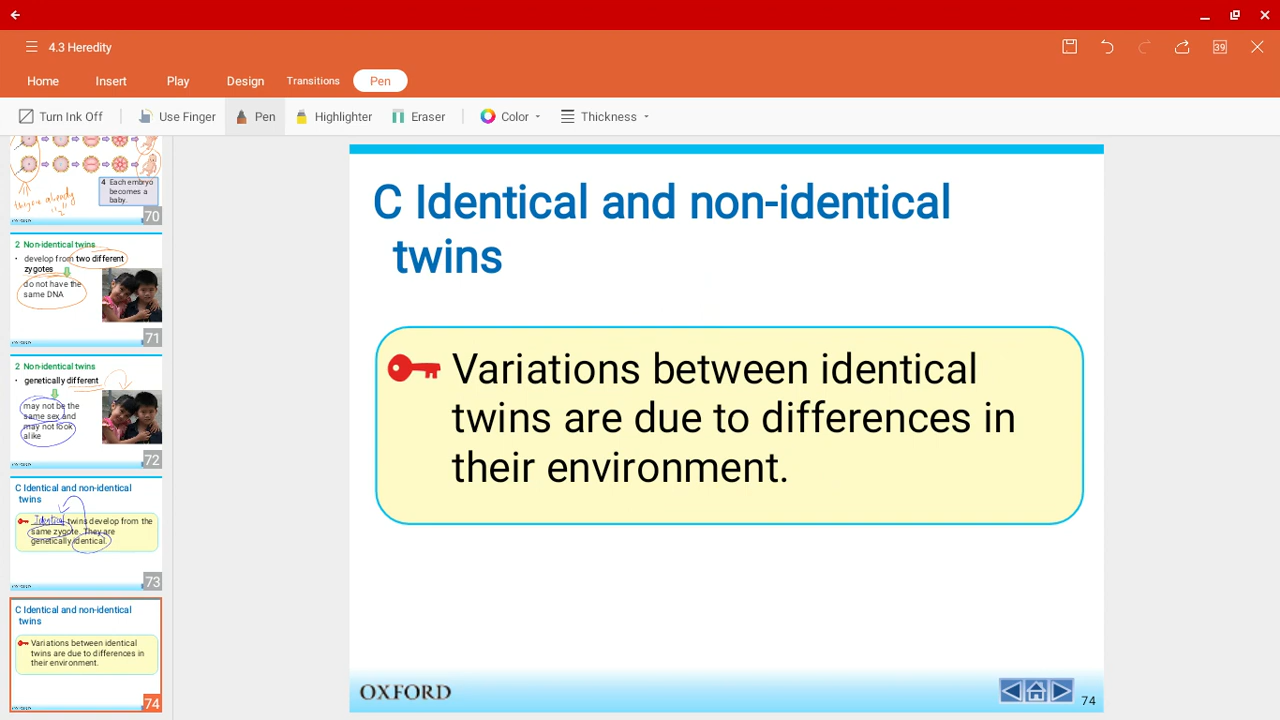 4.3 Heredity
39
Home Insert Play Design Transitions Pen
Turn Ink Off Use Finger Pen Highlighter Eraser Color Thickness
4 Each embryo
becomes a
baby.
70
2 Non-identical twins
• develop from two different
zygotes
do not have the
same DNA
71
2 Non-identical twins
• genetically different
may not be the
same sex and
may not look
alike
72
C Identical and non-identical
twins
Identical twins develop from the
same zygote. They are
genetically identical.
73
C Identical and non-identical
twins
Variations between identical
twins are due to differences in
their environment.
74
C Identical and non-identical
twins
Variations between identical
twins are due to differences in
their environment.
OXFORD
74